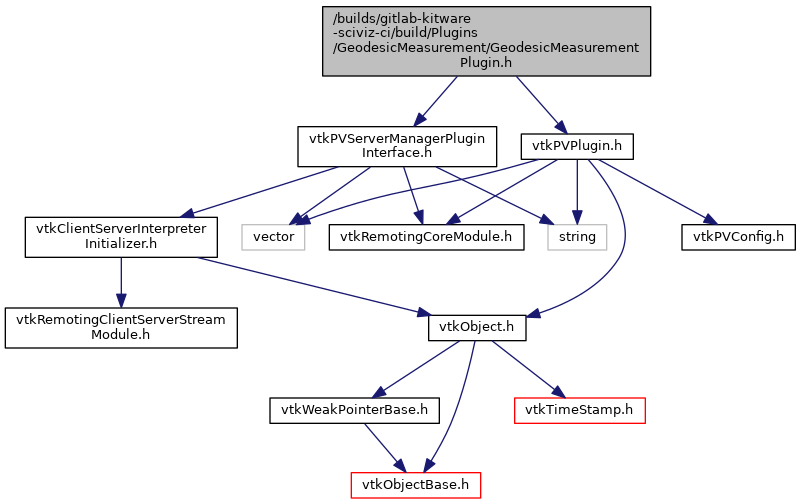 /builds/gitlab-kitware
-sciviz-ci/build/Plugins
/GeodesicMeasurement/GeodesicMeasurement
Plugin.h
vtkPVServerManagerPlugin
Interface.h
vtkPVPlugin.h
vtkClientServerInterpreter
Initializer.h
vector
vtkRemotingCoreModule.h
string
vtkPVConfig.h
vtkRemotingClientServerStream
Module.h
vtkObject.h
vtkWeakPointerBase.h
vtkTimeStamp.h
vtkObjectBase.h